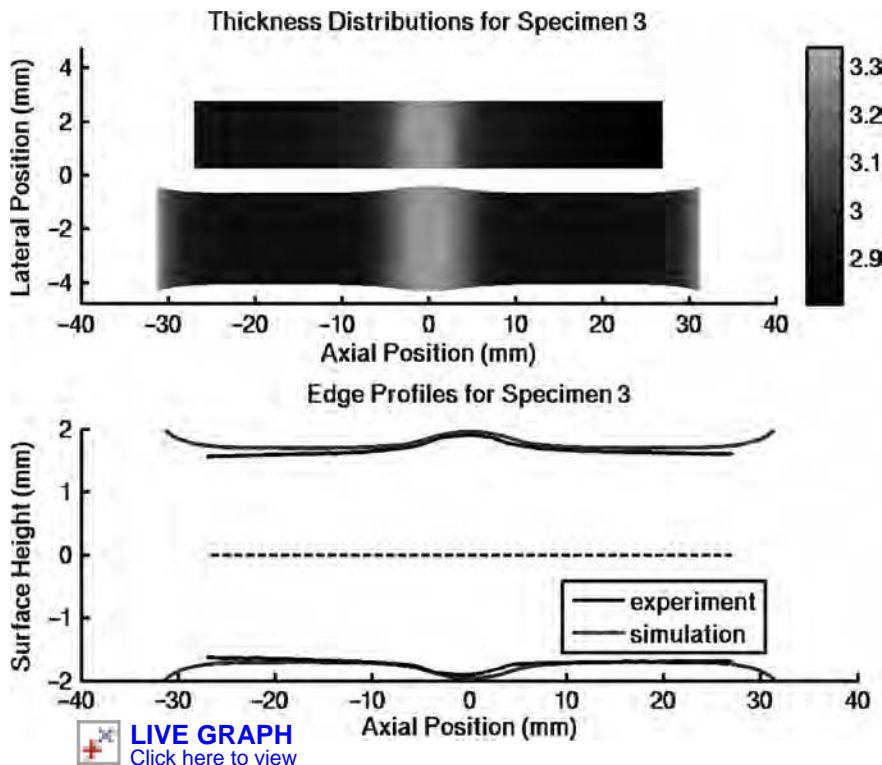 Thickness Distributions for Specimen 3
Lateral Position (mm)
4
2
0
−2
−4
−40 −30 −20 −10 0 10 20 30 40
Axial Position (mm)
3.3
3.2
3.1
3
2.9
Edge Profiles for Specimen 3
Surface Height (mm)
2
1
0
−1
−2
experiment
simulation
−40 −30 −20 −10 0 10 20 30 40
Axial Position (mm)
LIVE GRAPH
Click here to view